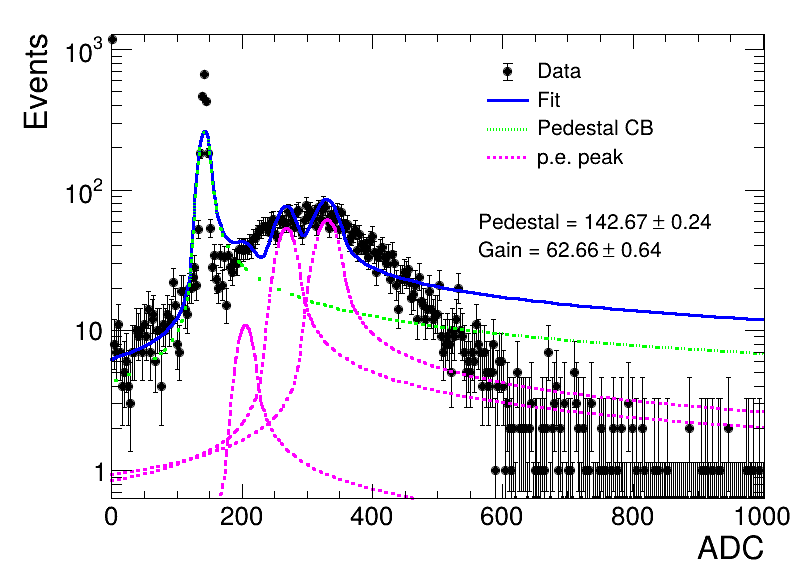 Events
10³
10²
10
1
Data
Fit
Pedestal CB
p.e. peak
Pedestal = 142.67 ± 0.24
Gain = 62.66 ± 0.64
0 200 400 600 800 1000
ADC